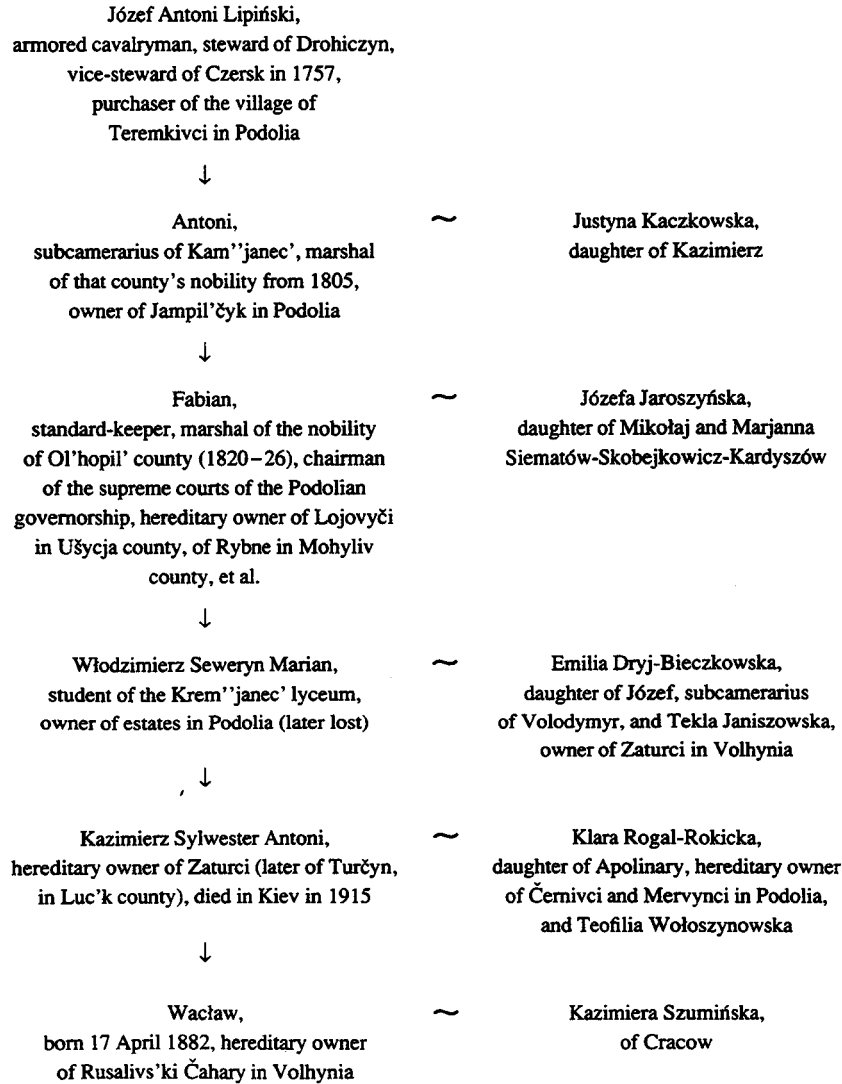 Józef Antoni Lipiński,
armored cavalryman, steward of Drohiczyn,
vice-steward of Czersk in 1757,
purchaser of the village of
Teremkivci in Podolia
↓
Antoni,
subcamerarius of Kam''janec', marshal
of that county's nobility from 1805,
owner of Jampil'čyk in Podolia
~
Justyna Kaczkowska,
daughter of Kazimierz
↓
Fabian,
standard-keeper, marshal of the nobility
of Ol'hopil' county (1820–26), chairman
of the supreme courts of the Podolian
governorship, hereditary owner of Lojovyči
in Ušycja county, of Rybne in Mohyliv
county, et al.
~
Józefa Jaroszyńska,
daughter of Mikołaj and Marjanna
Siematów-Skobejkowicz-Kardyszów
↓
Włodzimierz Seweryn Marian,
student of the Krem''janec' lyceum,
owner of estates in Podolia (later lost)
~
Emilia Dryj-Bieczkowska,
daughter of Józef, subcamerarius
of Volodymyr, and Tekla Janiszowska,
owner of Zaturci in Volhynia
↓
Kazimierz Sylwester Antoni,
hereditary owner of Zaturci (later of Turčyn,
in Luc'k county), died in Kiev in 1915
~
Klara Rogal-Rokicka,
daughter of Apolinary, hereditary owner
of Černivci and Mervynci in Podolia,
and Teofilia Wołoszynowska
↓
Wacław,
born 17 April 1882, hereditary owner
of Rusalivs'ki Čahary in Volhynia
~
Kazimiera Szumińska,
of Cracow